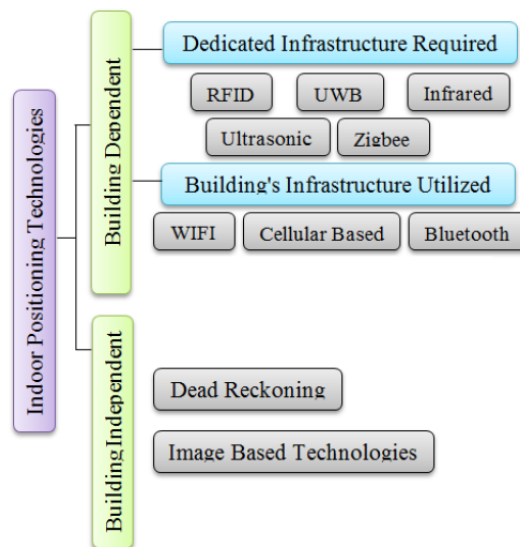 Indoor Positioning Technologies
Building Dependent
Dedicated Infrastructure Required
RFID
UWB
Infrared
Ultrasonic
Zigbee
Building's Infrastructure Utilized
WIFI
Cellular Based
Bluetooth
Building Independent
Dead Reckoning
Image Based Technologies